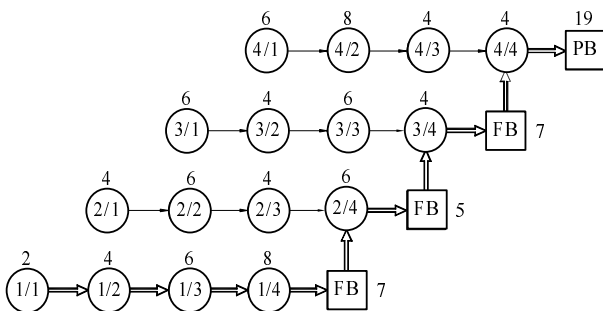 6 8 4 4 19
4/1 4/2 4/3 4/4 PB
6 4 6 4
3/1 3/2 3/3 3/4 FB 7
4 6 4 6
2/1 2/2 2/3 2/4 FB 5
2 4 6 8
1/1 1/2 1/3 1/4 FB 7